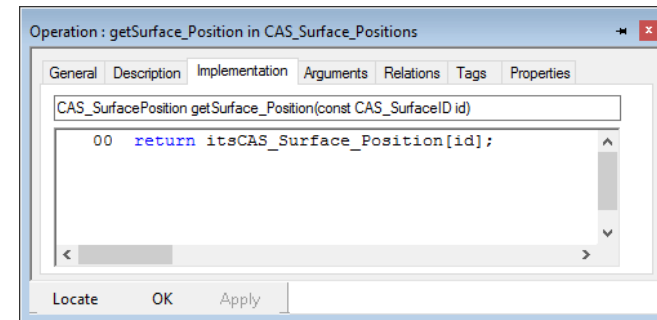 Operation : getSurface_Position in CAS_Surface_Positions
General Description Implementation Arguments Relations Tags Properties
CAS_SurfacePosition getSurface_Position(const CAS_SurfaceID id)
00 return itsCAS_Surface_Position[id];
Locate OK Apply